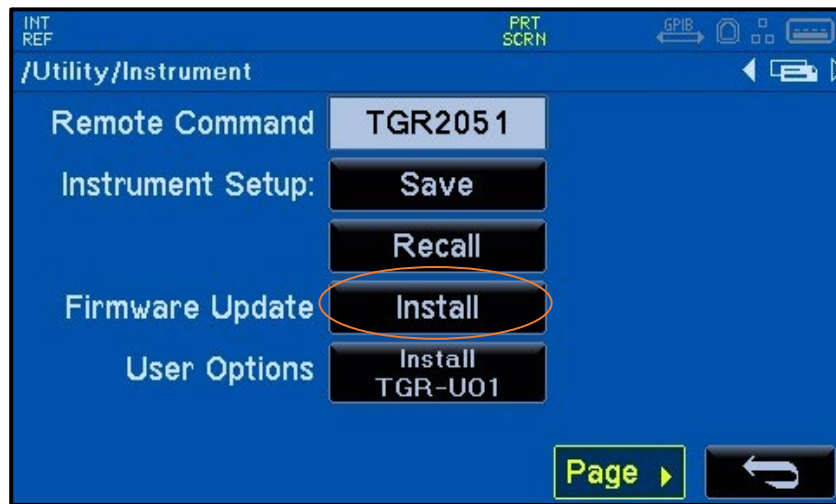 INT PRT GPIB
REF SCRN
/Utility/Instrument
Remote Command TGR2051
Instrument Setup: Save
Recall
Firmware Update Install
User Options Install
TGR-U01
Page